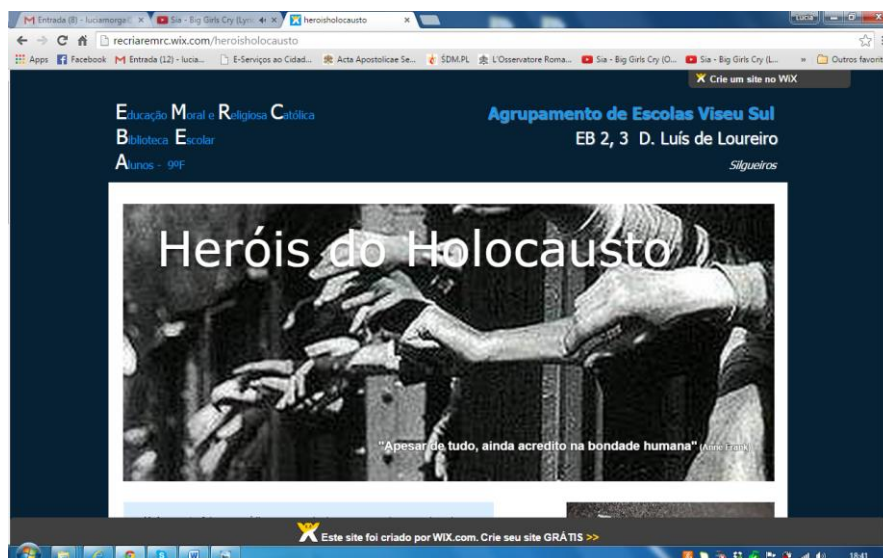 Entrada (8) - luciamorga
Sia - Big Girls Cry (Lyri
heroisholocausto
Lucia
recriaremrc.wix.com/heroisholocausto
Apps
Facebook
Entrada (12) - lucia...
E-Serviços ao Cidad...
Acta Apostolicae Se...
SDM.PL
L'Osservatore Roma...
Sia - Big Girls Cry (O...
Sia - Big Girls Cry (L...
»
Outros favorit
Crie um site no WiX
Educação Moral e Religiosa Católica
Biblioteca Escolar
Alunos - 9ºF
Agrupamento de Escolas Viseu Sul
EB 2, 3 D. Luís de Loureiro
Silgueiros
Heróis do Holocausto
"Apesar de tudo, ainda acredito na bondade humana" (Anne Frank)
Este site foi criado por WIX.com. Crie seu site GRÁTIS >>
18:41